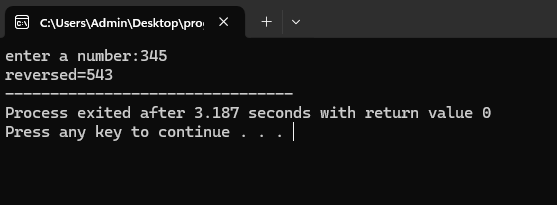 C:\Users\Admin\Desktop\prog
enter a number:345
reversed=543
--------------------------------
Process exited after 3.187 seconds with return value 0
Press any key to continue . . .